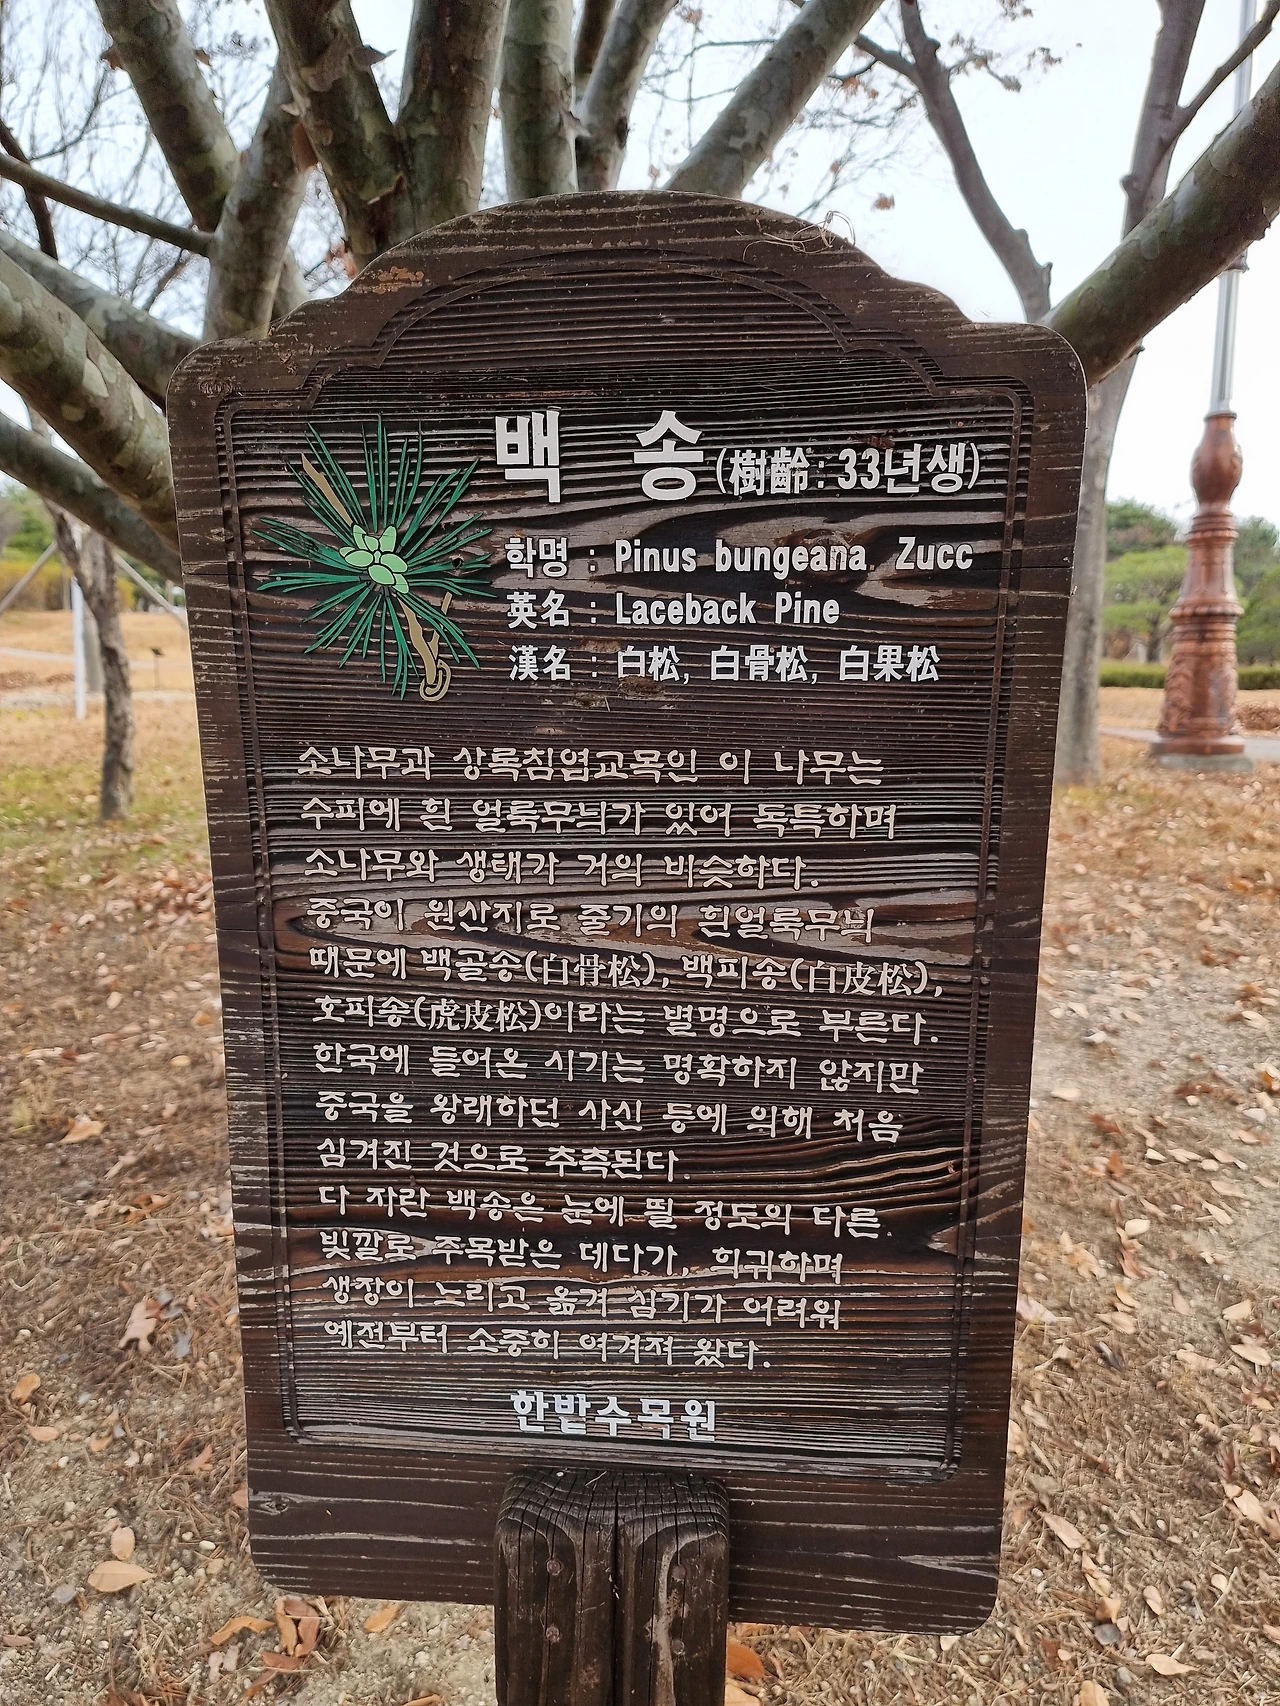 백 송 (樹齡 : 33년생)
학명 : Pinus bungeana. Zucc
英名 : Laceback Pine
漢名 : 白松, 白骨松, 白果松
소나무과 상록침엽교목인 이 나무는
수피에 흰 얼룩무늬가 있어 독특하며
소나무와 생태가 거의 비슷하다.
중국이 원산지로 줄기의 흰얼룩무늬
때문에 백골송(白骨松), 백피송(白皮松),
호피송(虎皮松)이라는 별명으로 부른다.
한국에 들어온 시기는 명확하지 않지만
중국을 왕래하던 사신 등에 의해 처음
심겨진 것으로 추측된다.
다 자란 백송은 눈에 띌 정도의 다른
빛깔로 주목받은 데다가, 희귀하며
생장이 느리고 옮겨 심기가 어려워
예전부터 소중히 여겨져 왔다.
한밭수목원